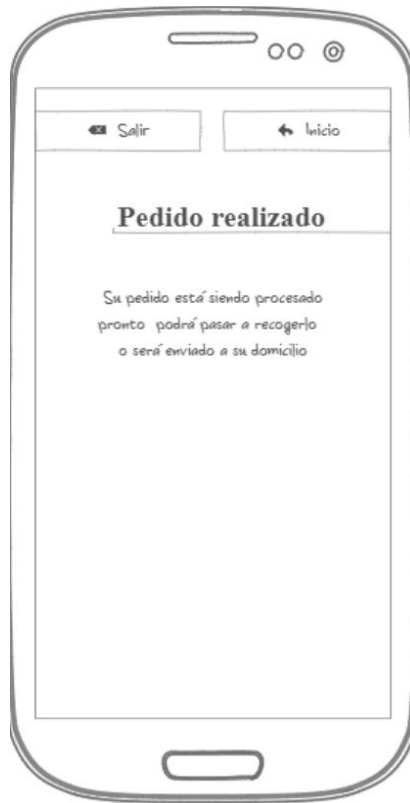 Salir
Inicio
Pedido realizado
Su pedido está siendo procesado
pronto podrá pasar a recogerlo
o será enviado a su domicilio